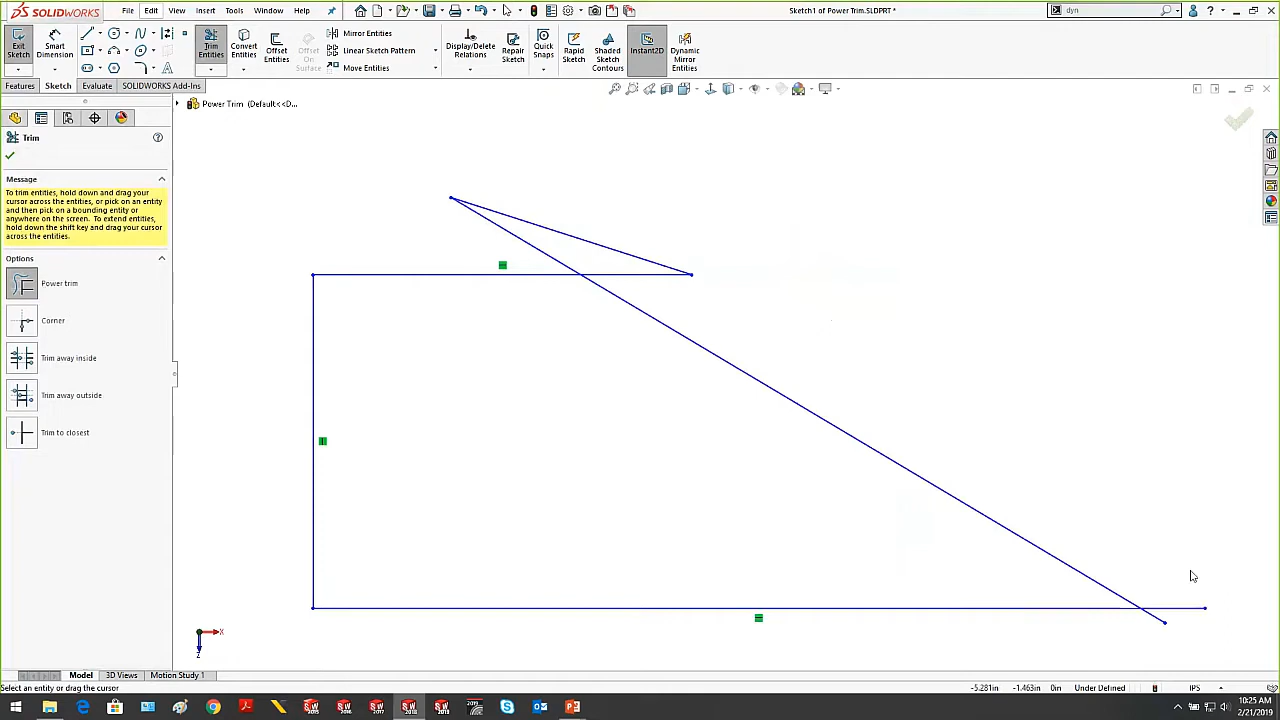 SOLIDWORKS
File Edit View Insert Tools Window Help
Sketch1 of Power Trim.SLDPRT *
dyn
Exit Sketch
Smart Dimension
Trim Entities
Convert Entities
Offset Entities
Offset On Surface
Mirror Entities
Linear Sketch Pattern
Move Entities
Display/Delete Relations
Repair Sketch
Quick Snaps
Rapid Sketch
Shaded Sketch Contours
Instant2D
Dynamic Mirror Entities
Features Sketch Evaluate SOLIDWORKS Add-Ins
Power Trim (Default<<D...
Trim
Message
To trim entities, hold down and drag your
cursor across the entities, or pick on an entity
and then pick on a bounding entity or
anywhere on the screen. To extend entities,
hold down the shift key and drag your cursor
across the entities.
Options
Power trim
Corner
Trim away inside
Trim away outside
Trim to closest
X
Z
Model 3D Views Motion Study 1
Select an entity or drag the cursor
-5.281in -1.463in 0in Under Defined IPS
10:25 AM
2/21/2019